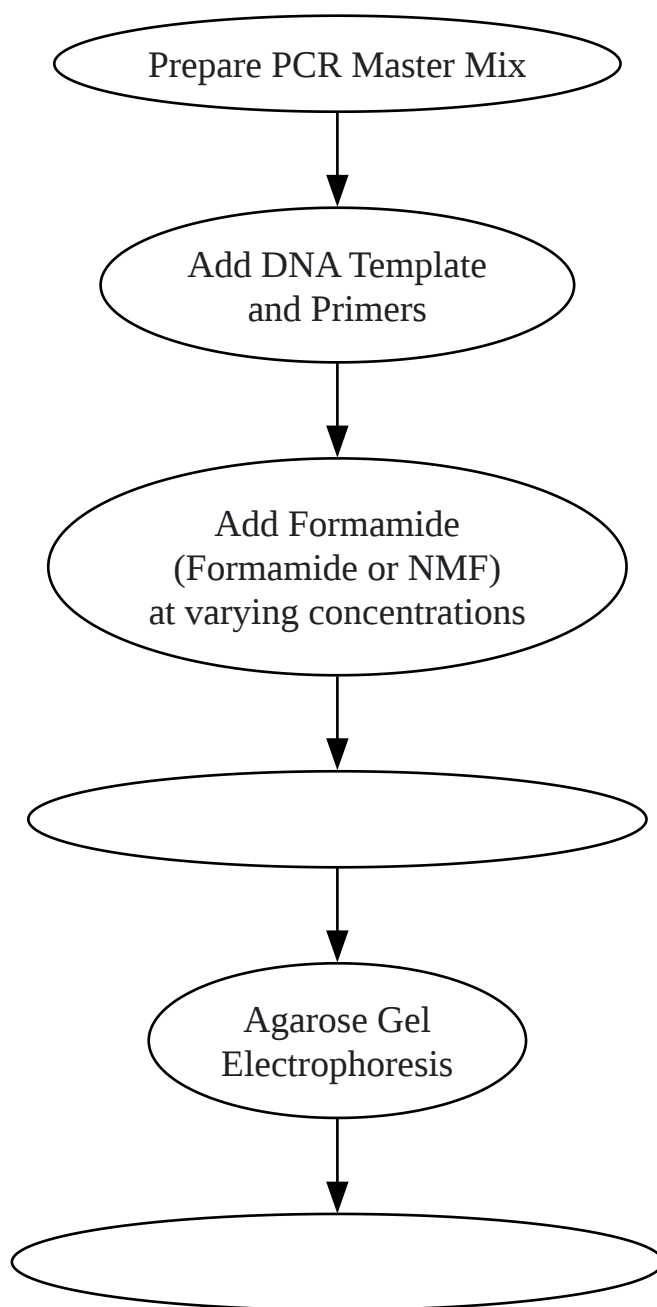 Prepare PCR Master Mix
Add DNA Template
and Primers
Add Formamide
(Formamide or NMF)
at varying concentrations
Agarose Gel
Electrophoresis